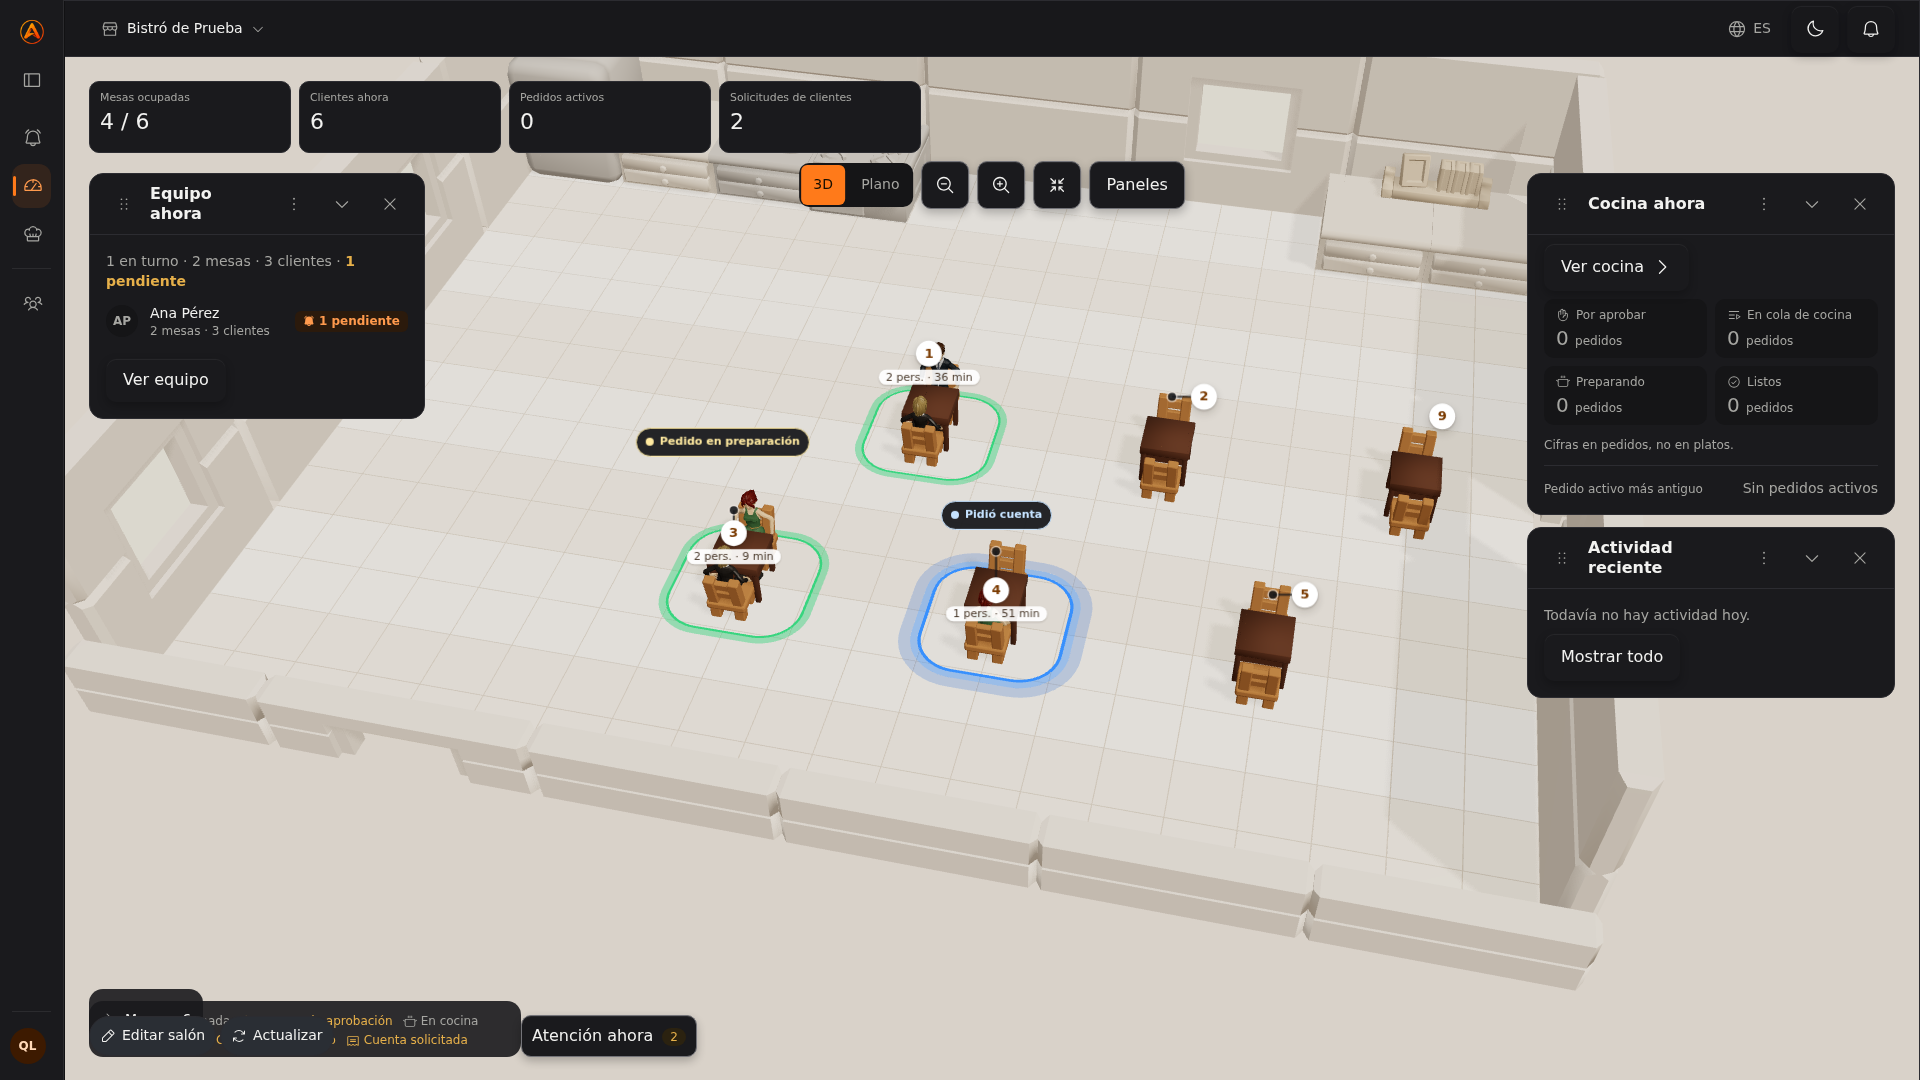 Bistró de Prueba
ES
Mesas ocupadas
4 / 6
Clientes ahora
6
Pedidos activos
0
Solicitudes de clientes
2
3D
Plano
Paneles
Equipo
ahora
1 en turno · 2 mesas · 3 clientes · 1
pendiente
AP
Ana Pérez
2 mesas · 3 clientes
1 pendiente
Ver equipo
Cocina ahora
Ver cocina
Por aprobar
0 pedidos
En cola de cocina
0 pedidos
Preparando
0 pedidos
Listos
0 pedidos
Cifras en pedidos, no en platos.
Pedido activo más antiguo
Sin pedidos activos
Actividad
reciente
Todavía no hay actividad hoy.
Mostrar todo
1
2 pers. · 36 min
2
9
Pedido en preparación
3
2 pers. · 9 min
Pidió cuenta
4
1 pers. · 51 min
5
aprobación
En cocina
Editar salón
Actualizar
Cuenta solicitada
Atención ahora
2
QL